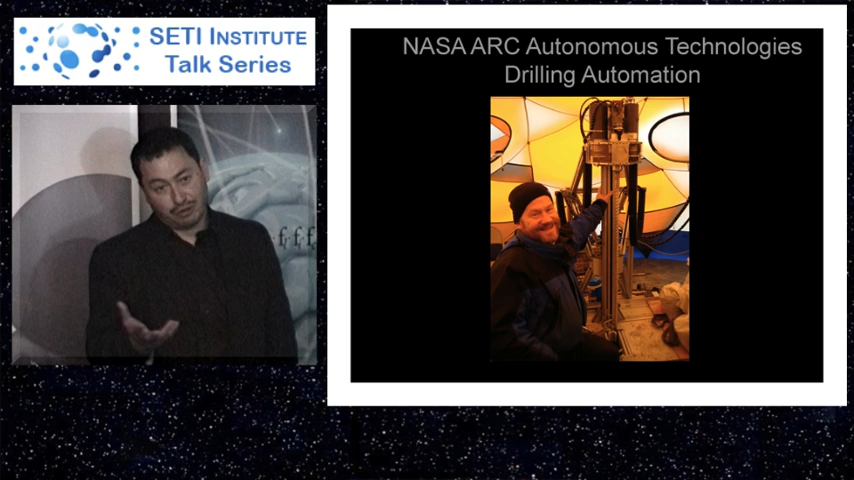 SETI INSTITUTE
Talk Series
NASA ARC Autonomous Technologies
Drilling Automation